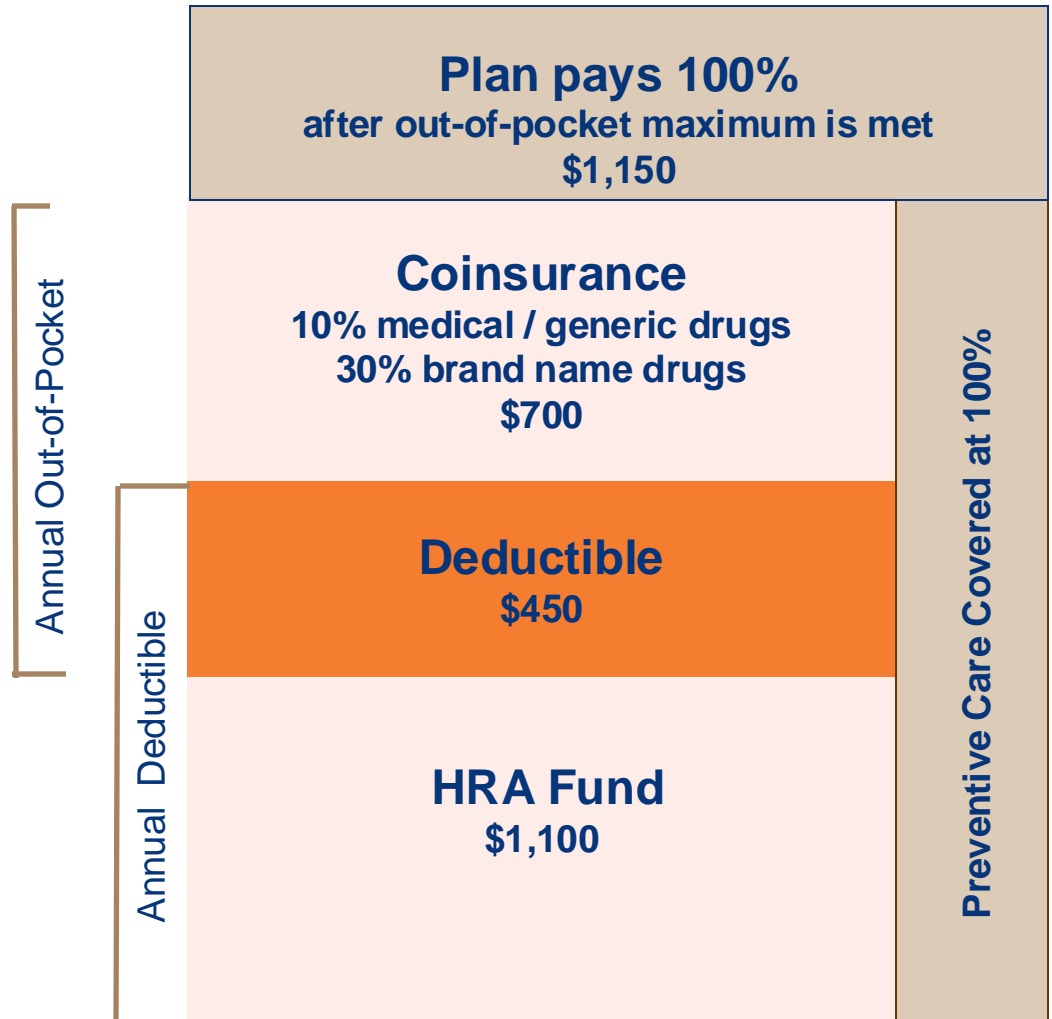 Plan pays 100%
after out-of-pocket maximum is met
$1,150
Annual Out-of-Pocket
Coinsurance
10% medical / generic drugs
30% brand name drugs
$700
Deductible
$450
Annual Deductible
HRA Fund
$1,100
Preventive Care Covered at 100%